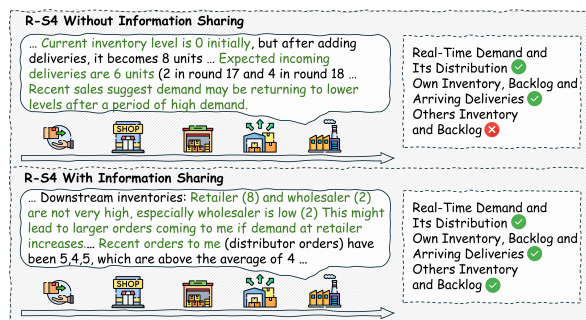 R-S4 Without Information Sharing
... Current inventory level is 0 initially, but after adding
deliveries, it becomes 8 units ... Expected incoming
deliveries are 6 units (2 in round 17 and 4 in round 18 ...
Recent sales suggest demand may be returning to lower
levels after a period of high demand.
SHOP
Real-Time Demand and
Its Distribution
Own Inventory, Backlog and
Arriving Deliveries
Others Inventory
and Backlog
R-S4 With Information Sharing
... Downstream inventories: Retailer (8) and wholesaler (2)
are not very high, especially wholesaler is low (2) This might
lead to larger orders coming to me if demand at retailer
increases.... Recent orders to me (distributor orders) have
been 5,4,5, which are above the average of 4 ...
SHOP
Real-Time Demand and
Its Distribution
Own Inventory, Backlog and
Arriving Deliveries
Others Inventory
and Backlog